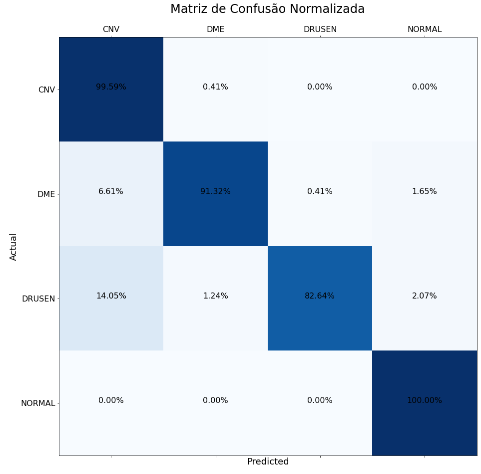 Matriz de Confusão Normalizada
CNV DME DRUSEN NORMAL
CNV 99.59% 0.41% 0.00% 0.00%
DME 6.61% 91.32% 0.41% 1.65%
Actual
DRUSEN 14.05% 1.24% 82.64% 2.07%
NORMAL 0.00% 0.00% 0.00% 100.00%
Predicted